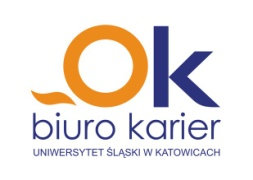 Ok
biuro karier
UNIWERSYTET ŚLĄSKI W KATOWICACH